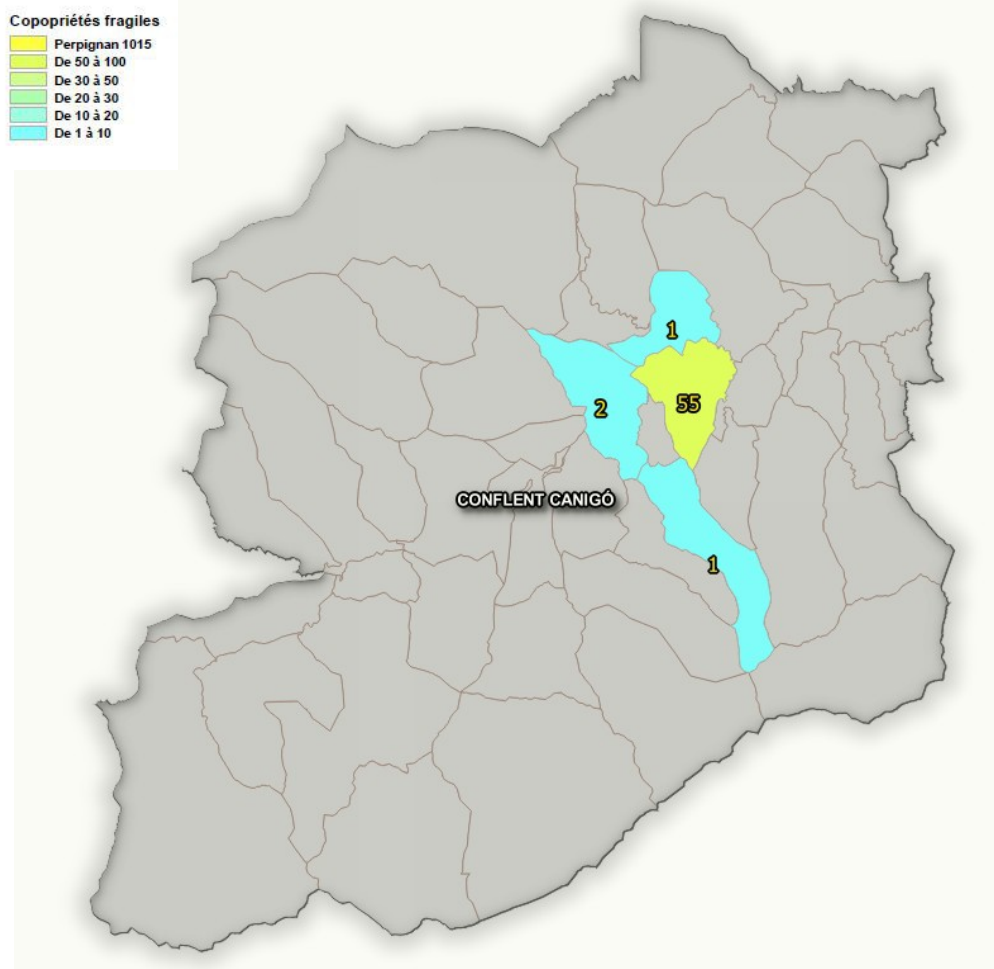 Copopriétés fragiles
Perpignan 1015
De 50 à 100
De 30 à 50
De 20 à 30
De 10 à 20
De 1 à 10
1
2
55
CONFLENT CANIGÓ
1